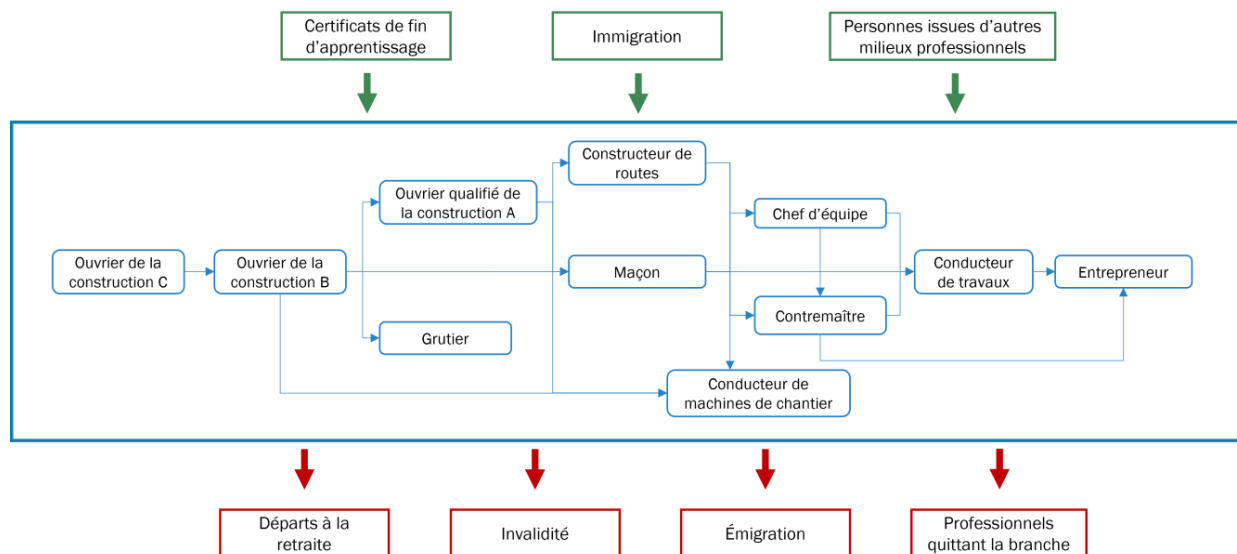 Certificats de fin
d’apprentissage
Immigration
Personnes issues d’autres
milieux professionnels
Constructeur de
routes
Ouvrier qualifié de
la construction A
Chef d’équipe
Ouvrier de la
construction C
Ouvrier de la
construction B
Maçon
Conducteur
de travaux
Entrepreneur
Contremaître
Grutier
Conducteur de
machines de chantier
Départs à la
retraite
Invalidité
Émigration
Professionnels
quittant la branche